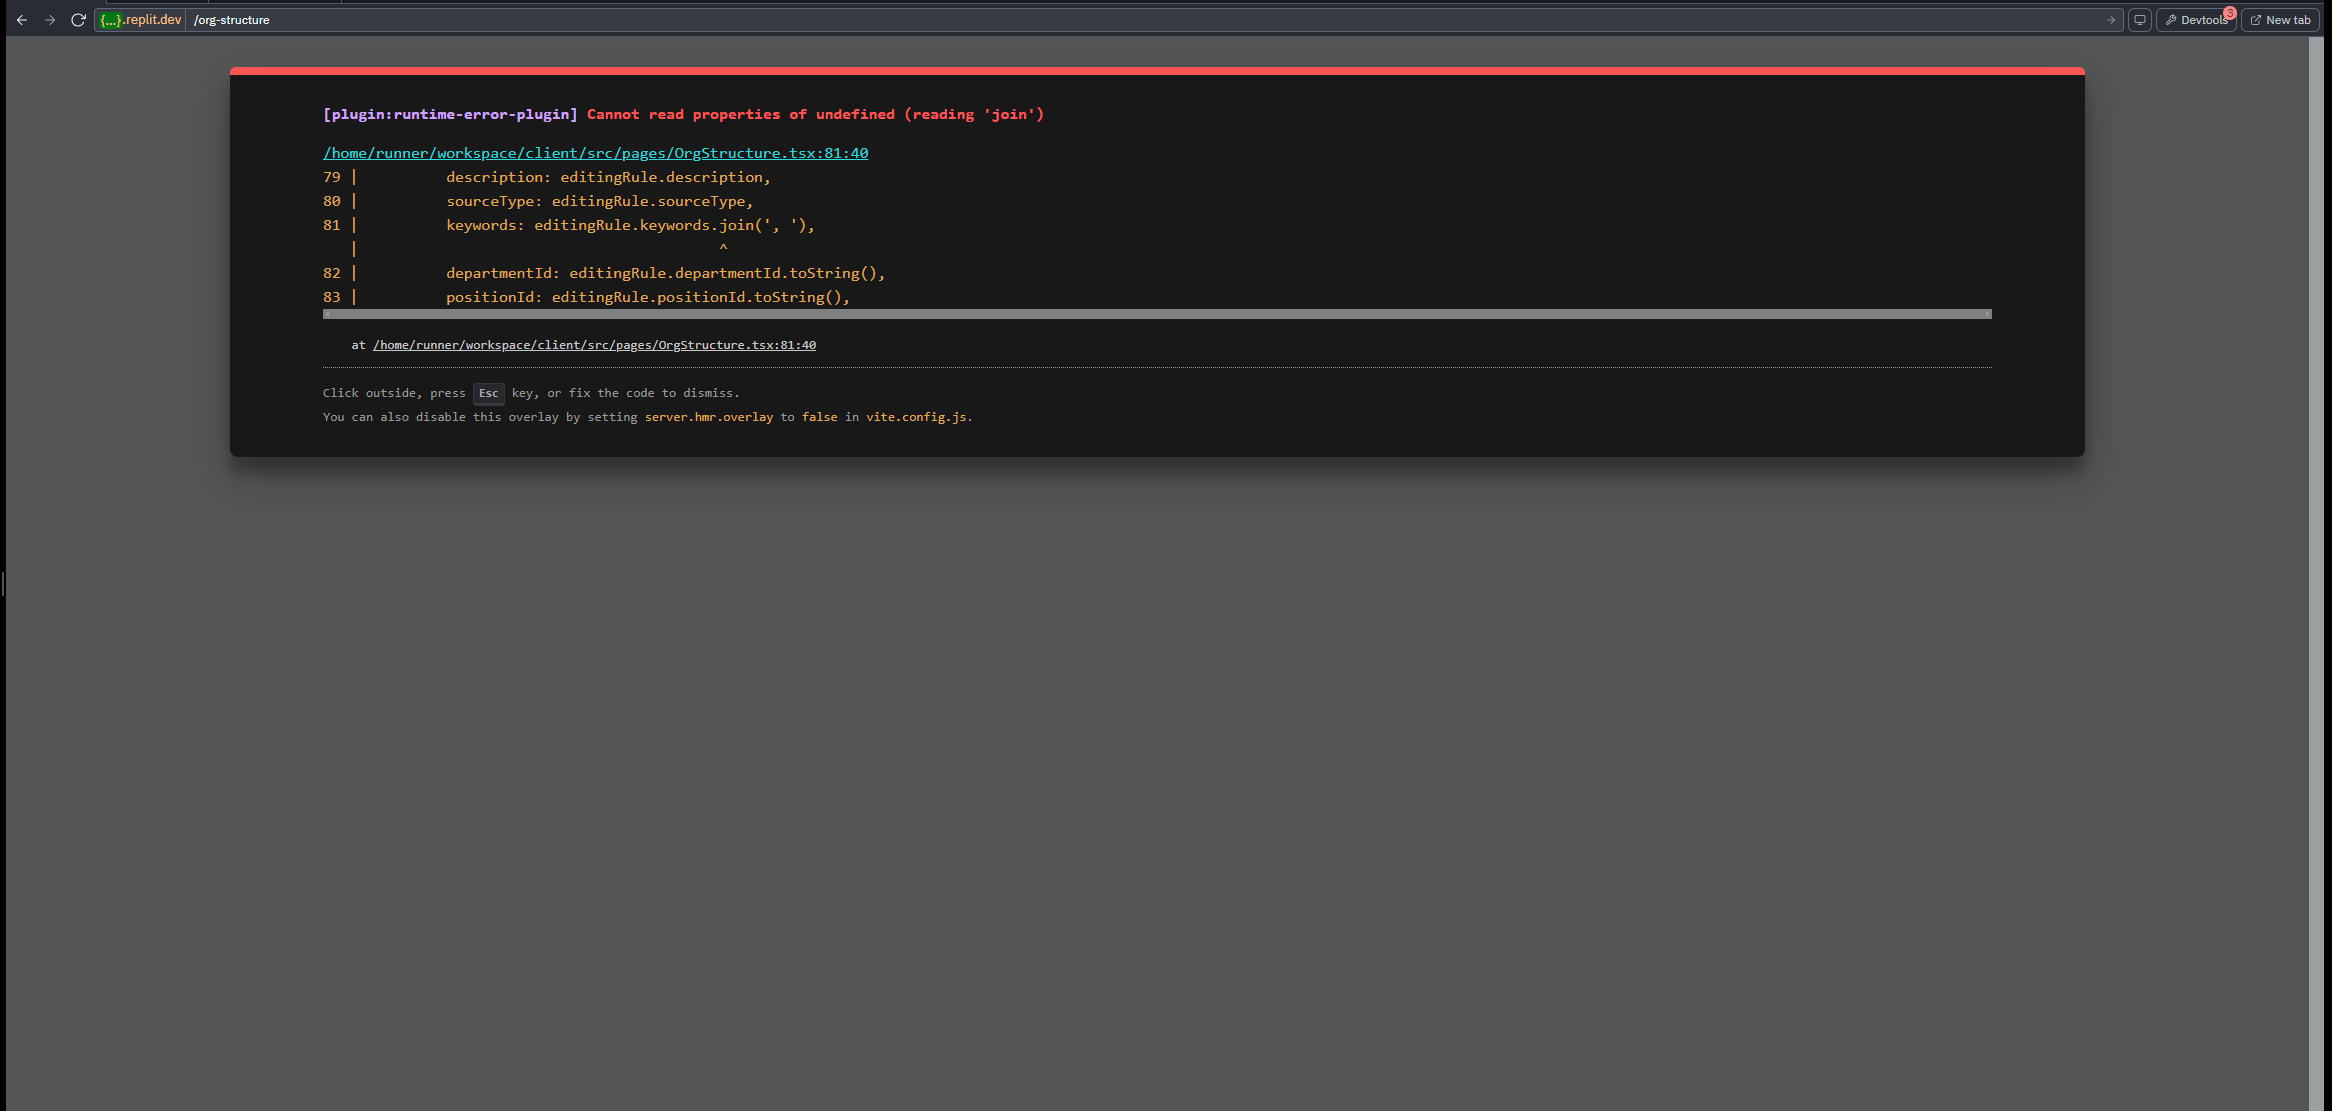 {...}.replit.dev /org-structure Devtools 3 New tab
[plugin:runtime-error-plugin] Cannot read properties of undefined (reading 'join')
/home/runner/workspace/client/src/pages/OrgStructure.tsx:81:40
79 | description: editingRule.description,
80 | sourceType: editingRule.sourceType,
81 | keywords: editingRule.keywords.join(', '),
| ^
82 | departmentId: editingRule.departmentId.toString(),
83 | positionId: editingRule.positionId.toString(),
at /home/runner/workspace/client/src/pages/OrgStructure.tsx:81:40
Click outside, press Esc key, or fix the code to dismiss.
You can also disable this overlay by setting server.hmr.overlay to false in vite.config.js.